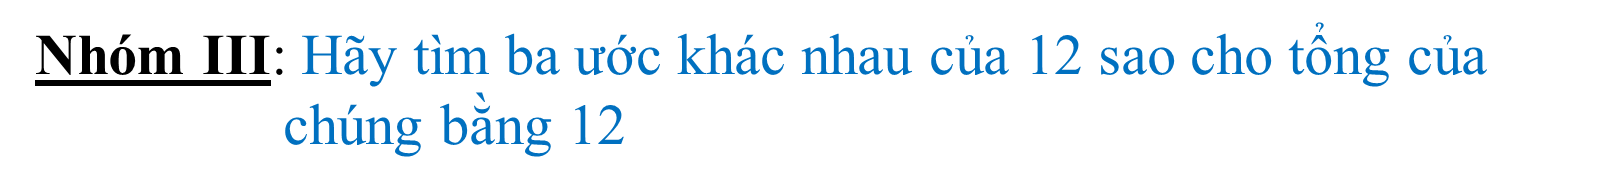 Nhóm III: Hãy tìm ba ước khác nhau của 12 sao cho tổng của
chúng bằng 12